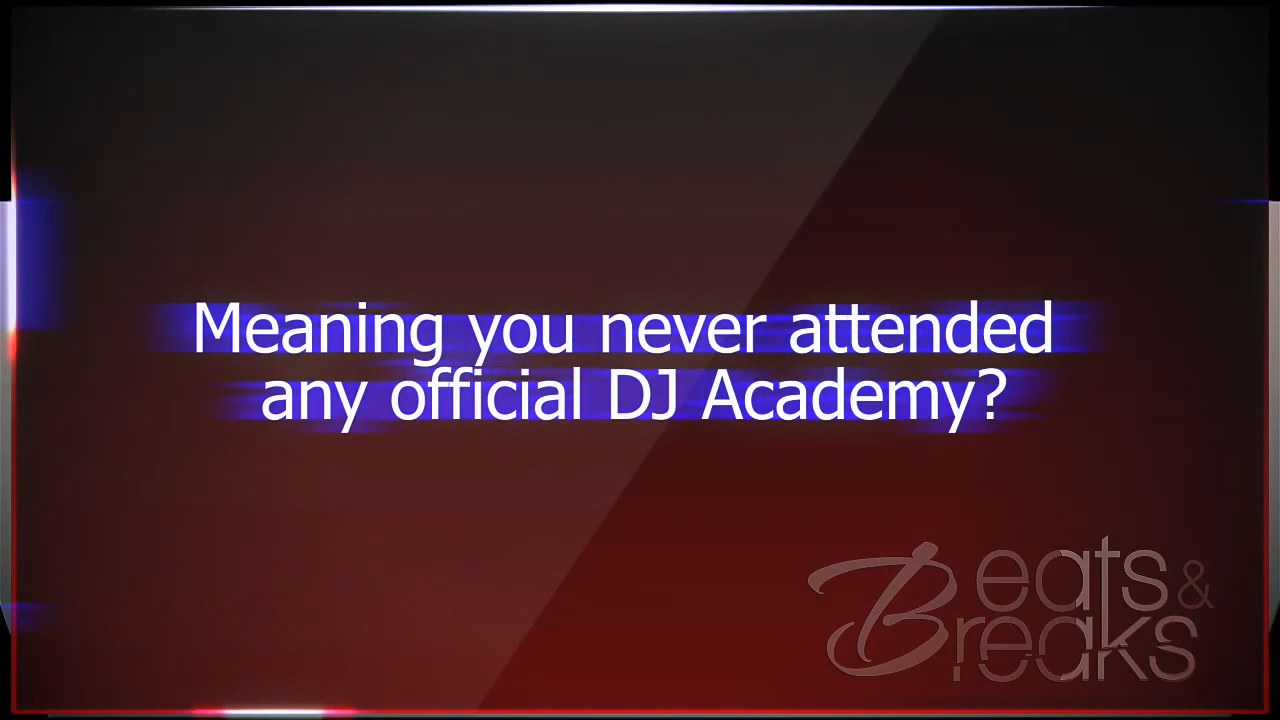 Meaning you never attended
any official DJ Academy?
Beats &
Breaks